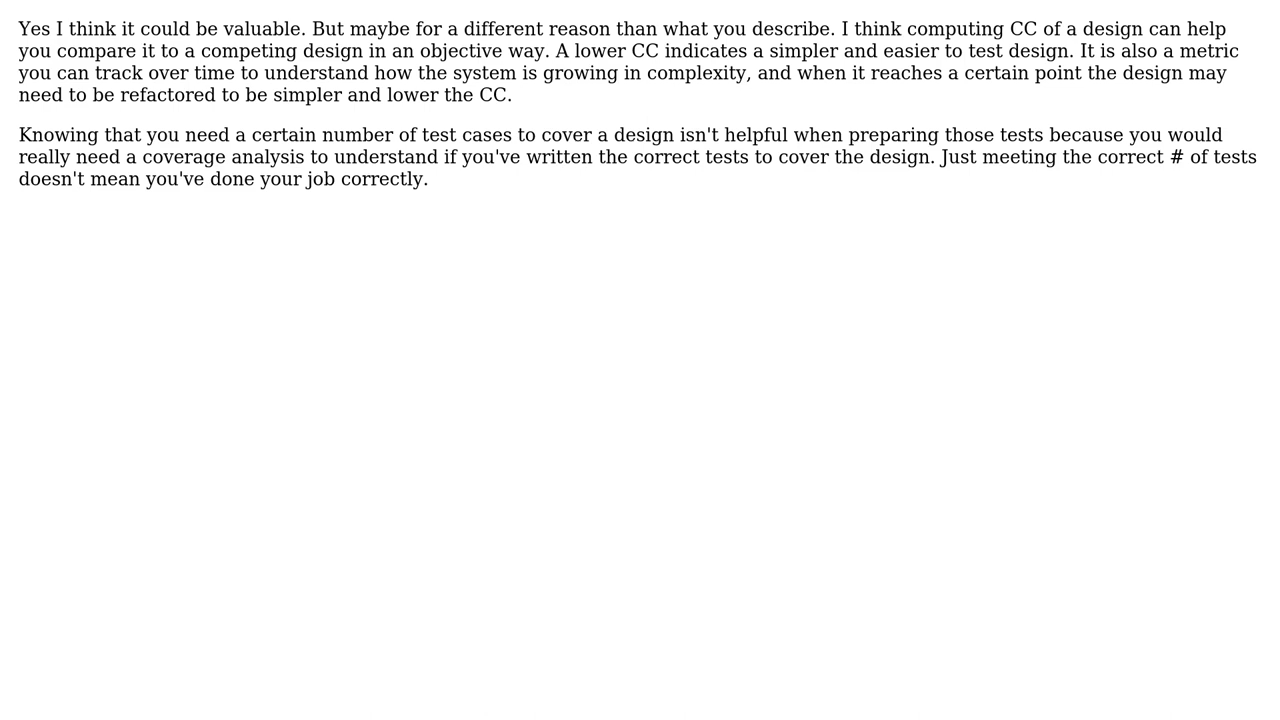 Yes I think it could be valuable. But maybe for a different reason than what you describe. I think computing CC of a design can help
you compare it to a competing design in an objective way. A lower CC indicates a simpler and easier to test design. It is also a metric
you can track over time to understand how the system is growing in complexity, and when it reaches a certain point the design may
need to be refactored to be simpler and lower the CC.
Knowing that you need a certain number of test cases to cover a design isn't helpful when preparing those tests because you would
really need a coverage analysis to understand if you've written the correct tests to cover the design. Just meeting the correct # of tests
doesn't mean you've done your job correctly.